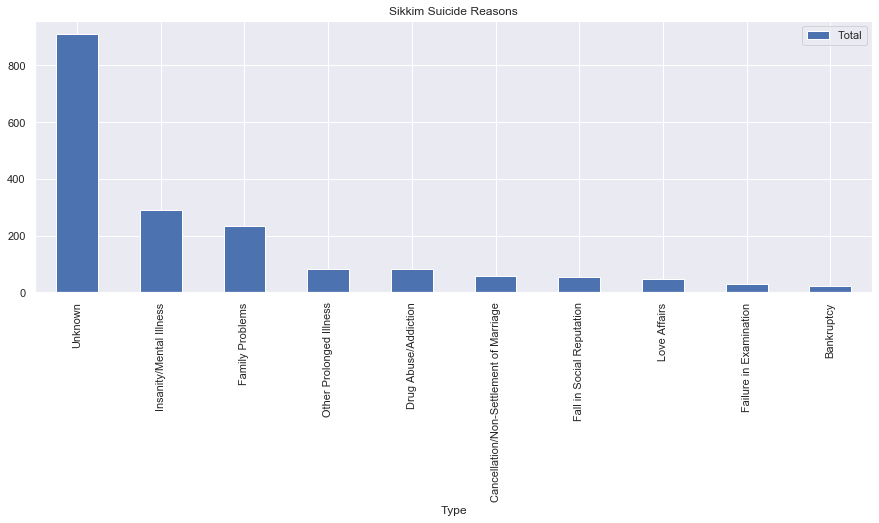 Sikkim Suicide Reasons
Total
800
600
400
200
0
Unknown
Insanity/Mental Illness
Family Problems
Other Prolonged Illness
Drug Abuse/Addiction
Cancellation/Non-Settlement of Marriage
Fall in Social Reputation
Love Affairs
Failure in Examination
Bankruptcy
Type